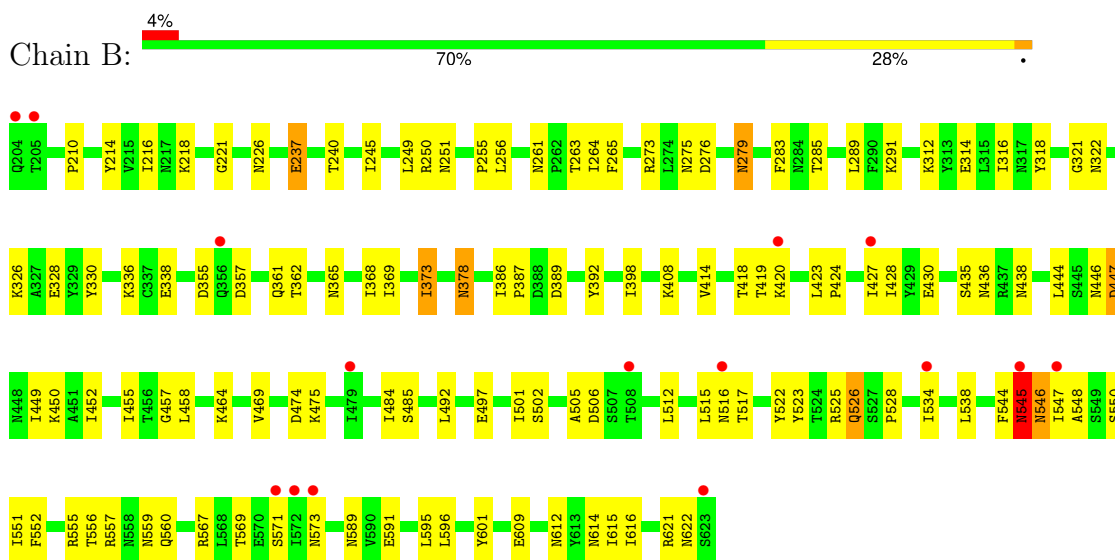 4%
Chain B:
70% 28% •
Q204 T205 P210 Y214 V215 I216 N217 K218 G221 N226 E237 T240 I245 L249 R250 N251 P255 L256 N261 P262 T263 I264 F265 R273 L274 N275 D276 N279 F283 N284 T285 L289 F290 K291 K312 Y313 E314 L315 I316 N317 Y318 G321 N322
K326 A327 E328 Y329 Y330 K336 C337 E338 D355 Q356 D357 Q361 T362 N365 I368 I369 I373 N378 I386 P387 D388 D389 Y392 I398 K408 V414 T418 T419 K420 L423 P424 I427 I428 Y429 E430 S435 N436 R437 N438 L444 S445 N446 D447
N448 I449 K450 A451 I452 I455 T456 G457 L458 K464 V469 D474 K475 I479 I484 S485 L492 E497 I501 S502 A505 D506 S507 T508 L512 L515 N516 T517 Y522 Y523 T524 R525 Q526 S527 P528 I534 L538 F544 N545 N546 I547 A548 S549 S550
I551 F552 R555 T556 R557 N558 N559 Q560 R567 L568 T569 E570 S571 I572 N573 N589 V590 E591 L595 L596 Y601 E609 N612 Y613 N614 I615 I616 R621 N622 S623